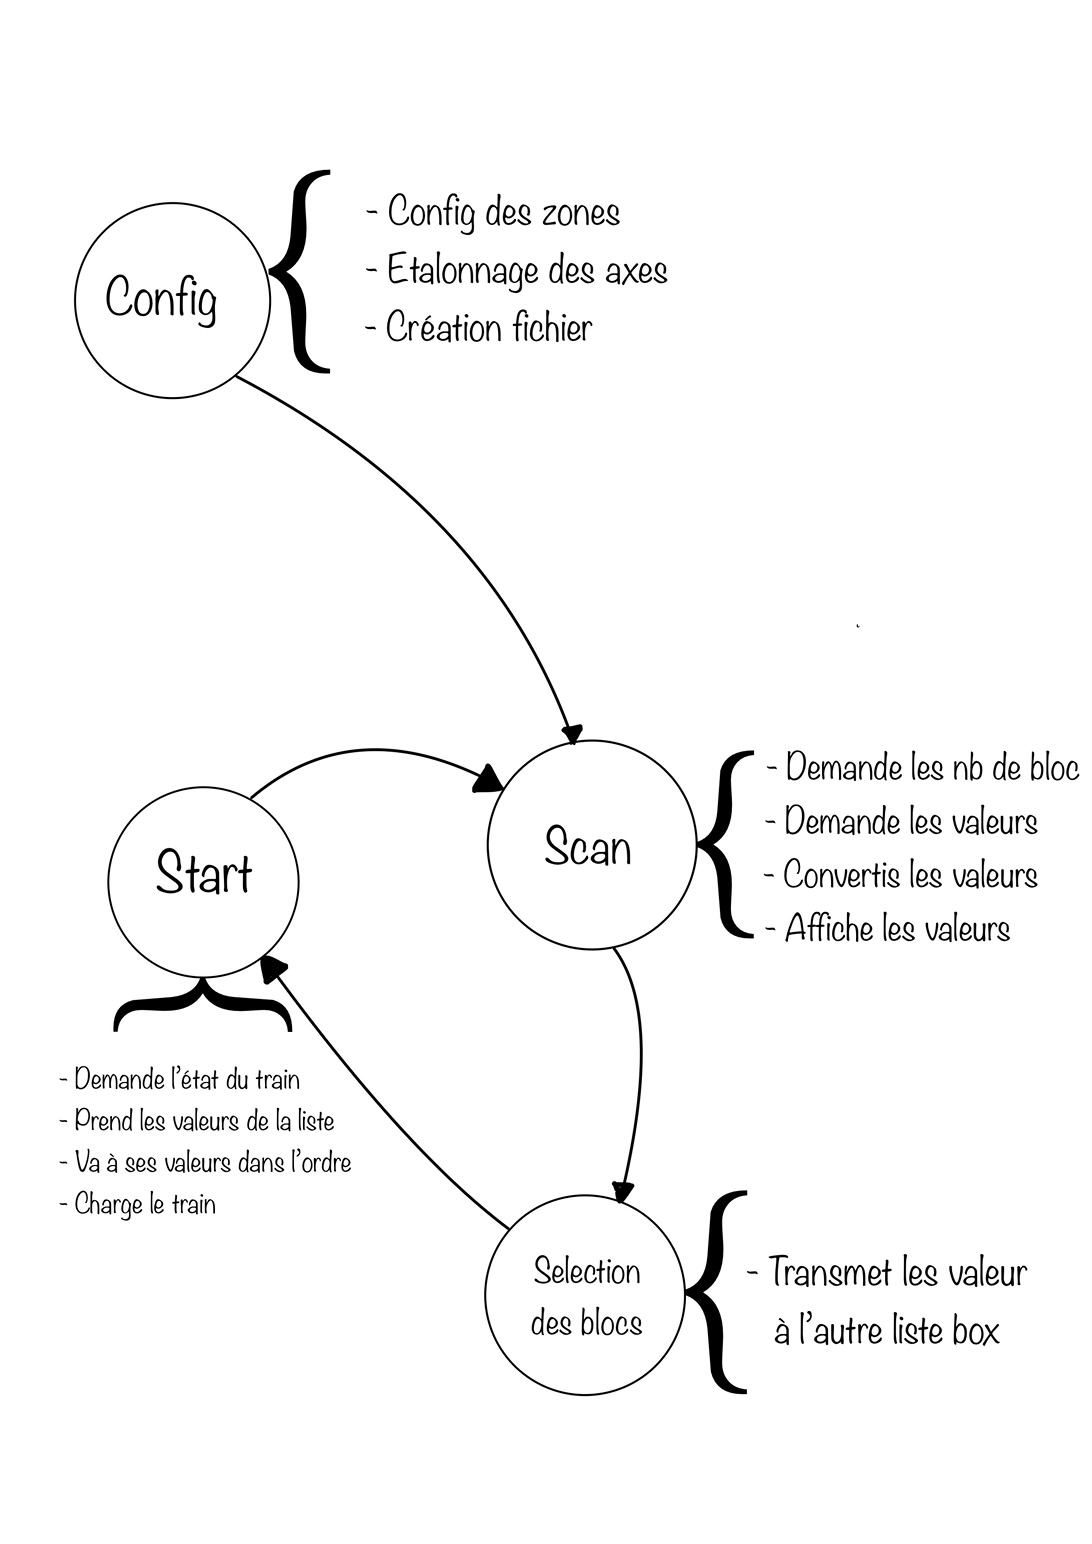 Config
- Config des zones
- Etalonnage des axes
- Création fichier
Scan
- Demande les nb de bloc
- Demande les valeurs
- Convertis les valeurs
- Affiche les valeurs
Start
- Demande l'état du train
- Prend les valeurs de la liste
- Va à ses valeurs dans l'ordre
- Charge le train
Selection
des blocs
- Transmet les valeur
à l'autre liste box